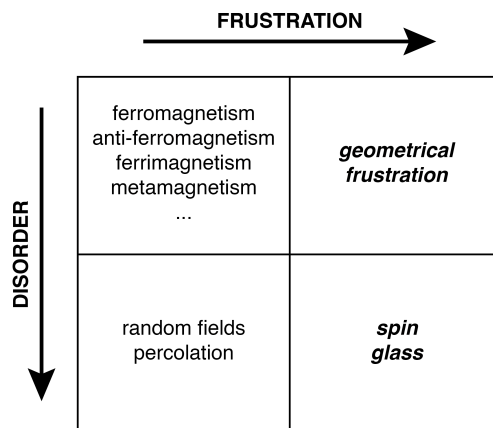 FRUSTRATION
DISORDER
ferromagnetism
anti-ferromagnetism
ferrimagnetism
metamagnetism
...
geometrical
frustration
random fields
percolation
spin
glass